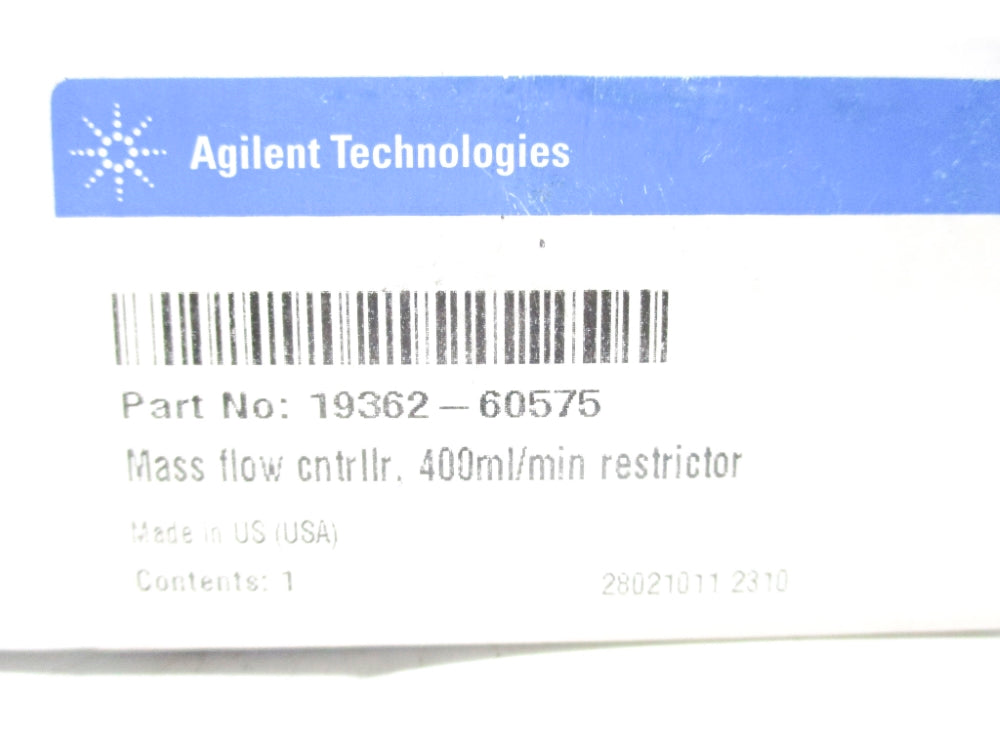 Agilent Technologies
Part No: 19362-60575
Mass flow cntrllr, 400ml/min restrictor
Made in US (USA)
Contents: 1
28021011 2310